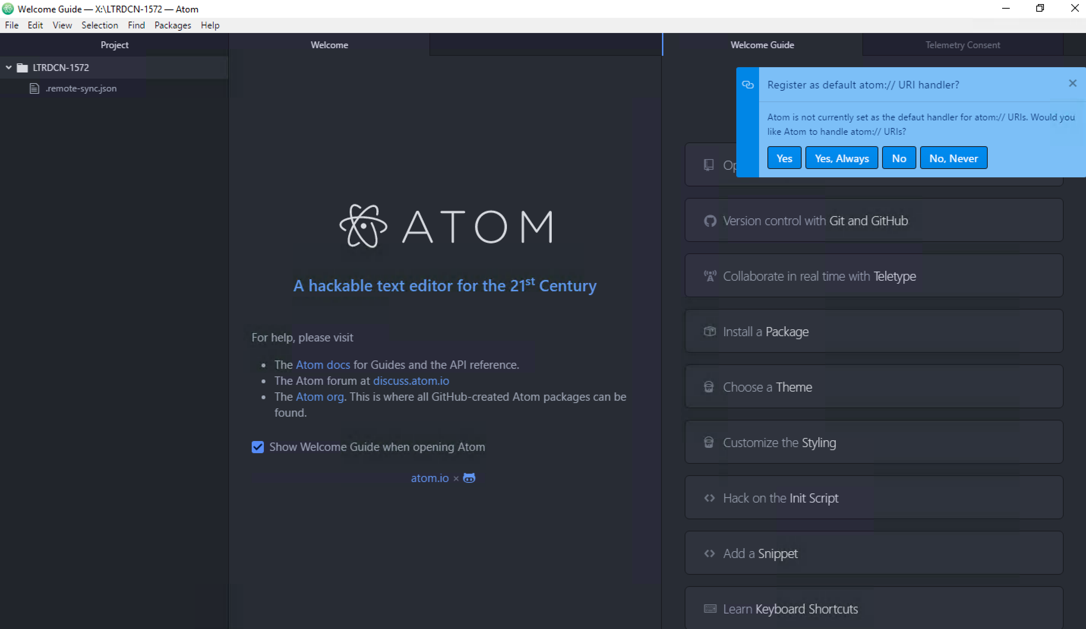 Welcome Guide — X:\LTRDCN-1572 — Atom
File Edit View Selection Find Packages Help
Project
LTRDCN-1572
.remote-sync.json
Welcome
ATOM
A hackable text editor for the 21st Century
For help, please visit
The Atom docs for Guides and the API reference.
The Atom forum at discuss.atom.io
The Atom org. This is where all GitHub-created Atom packages can be
found.
Show Welcome Guide when opening Atom
atom.io ×
Welcome Guide
Telemetry Consent
Register as default atom:// URI handler?
Atom is not currently set as the defaut handler for atom:// URIs. Would you
like Atom to handle atom:// URIs?
Yes Yes, Always No No, Never
Version control with Git and GitHub
Collaborate in real time with Teletype
Install a Package
Choose a Theme
Customize the Styling
Hack on the Init Script
Add a Snippet
Learn Keyboard Shortcuts